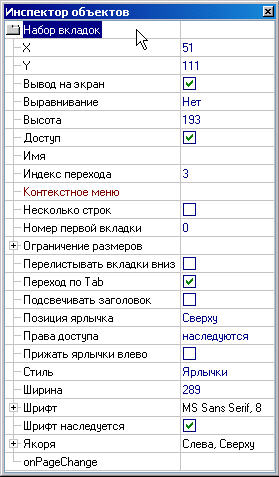 Инспектор объектов
Набор вкладок
X 51
Y 111
Вывод на экран
Выравнивание Нет
Высота 193
Доступ
Имя
Индекс перехода 3
Контекстное меню
Несколько строк
Номер первой вкладки 0
Ограничение размеров
Перелистывать вкладки вниз
Переход по Tab
Подсвечивать заголовок
Позиция ярлычка Сверху
Права доступа наследуются
Прижать ярлычки влево
Стиль Ярлычки
Ширина 289
Шрифт MS Sans Serif, 8
Шрифт наследуется
Якоря Слева, Сверху
onPageChange